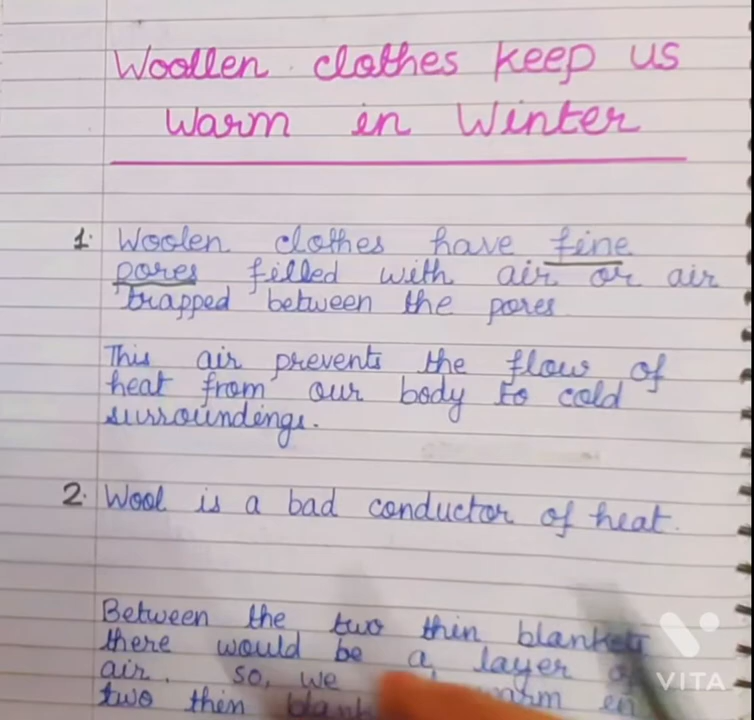 Woollen clothes keep us
warm in Winter
1. Woolen clothes have fine
pores filled with air or air
trapped between the pores
This air prevents the flow of
heat from our body to cold
surroundings.
2. Wool is a bad conductor of heat.
Between the two thin blankets
there would be a layer of
air. so, we warm in
two thin
VITA